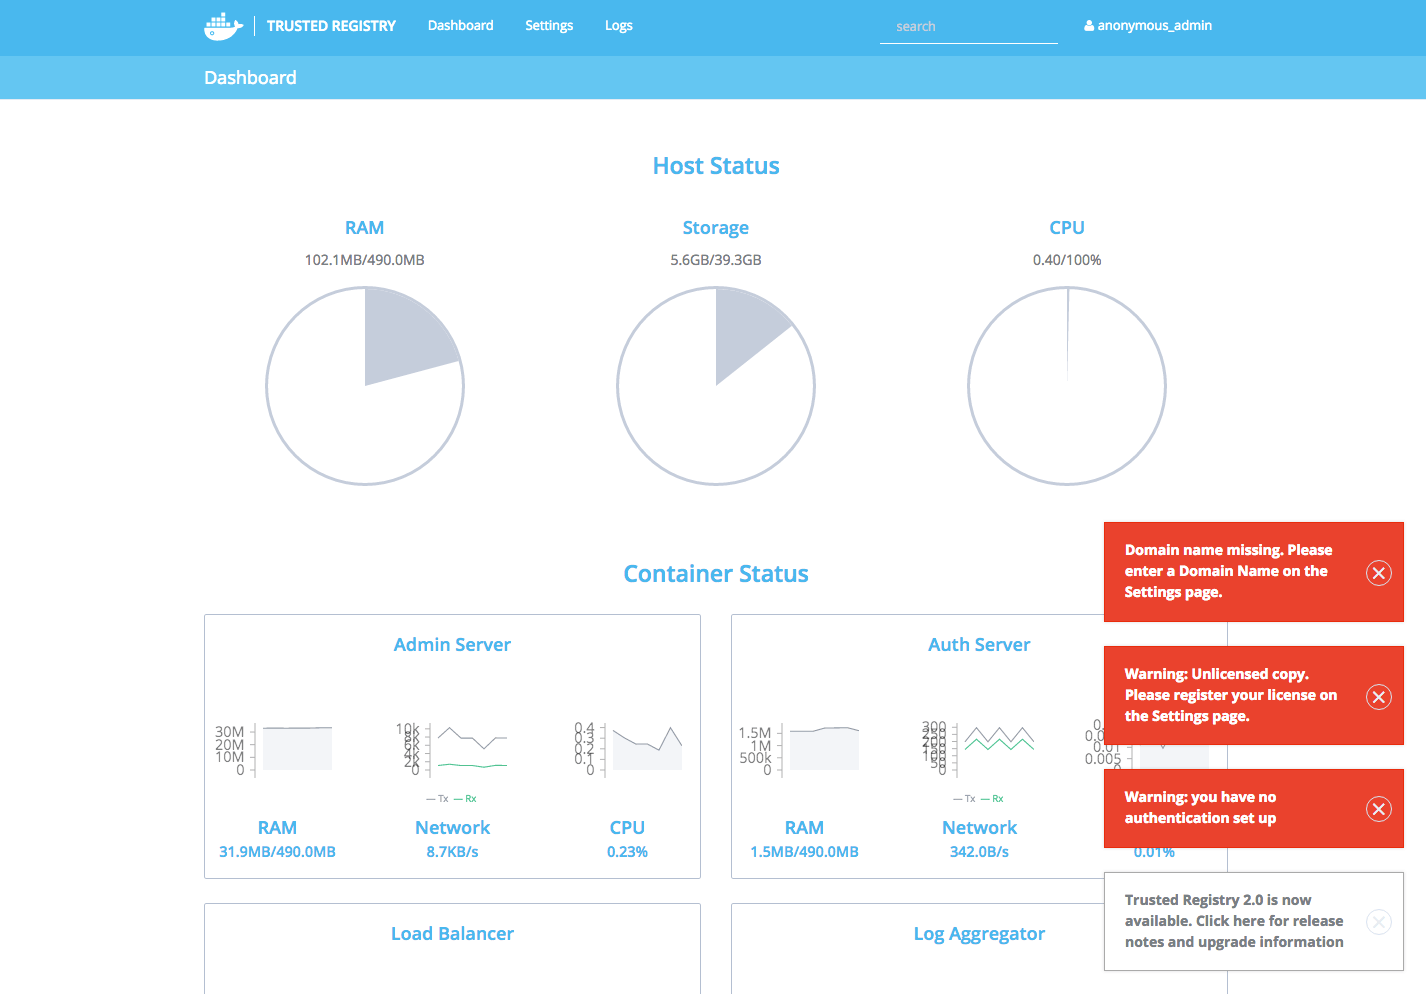 TRUSTED REGISTRY Dashboard Settings Logs search anonymous_admin
Dashboard
Host Status
RAM Storage CPU
102.1MB/490.0MB 5.6GB/39.3GB 0.40/100%
Domain name missing. Please
enter a Domain Name on the
Settings page.
Container Status
Admin Server
Auth Server
Warning: Unlicensed copy.
Please register your license on
the Settings page.
30M
20M
10M
0
10k
8k
6k
4k
2k
0
0.4
0.3
0.2
0.1
0
1.5M
1M
500k
0
300
250
200
150
100
50
0
0.01
0.005
0
Tx Rx
Tx Rx
Warning: you have no
authentication set up
RAM Network CPU
31.9MB/490.0MB 8.7KB/s 0.23%
RAM Network
1.5MB/490.0MB 342.0B/s 0.01%
Trusted Registry 2.0 is now
available. Click here for release
notes and upgrade information
Load Balancer
Log Aggregator